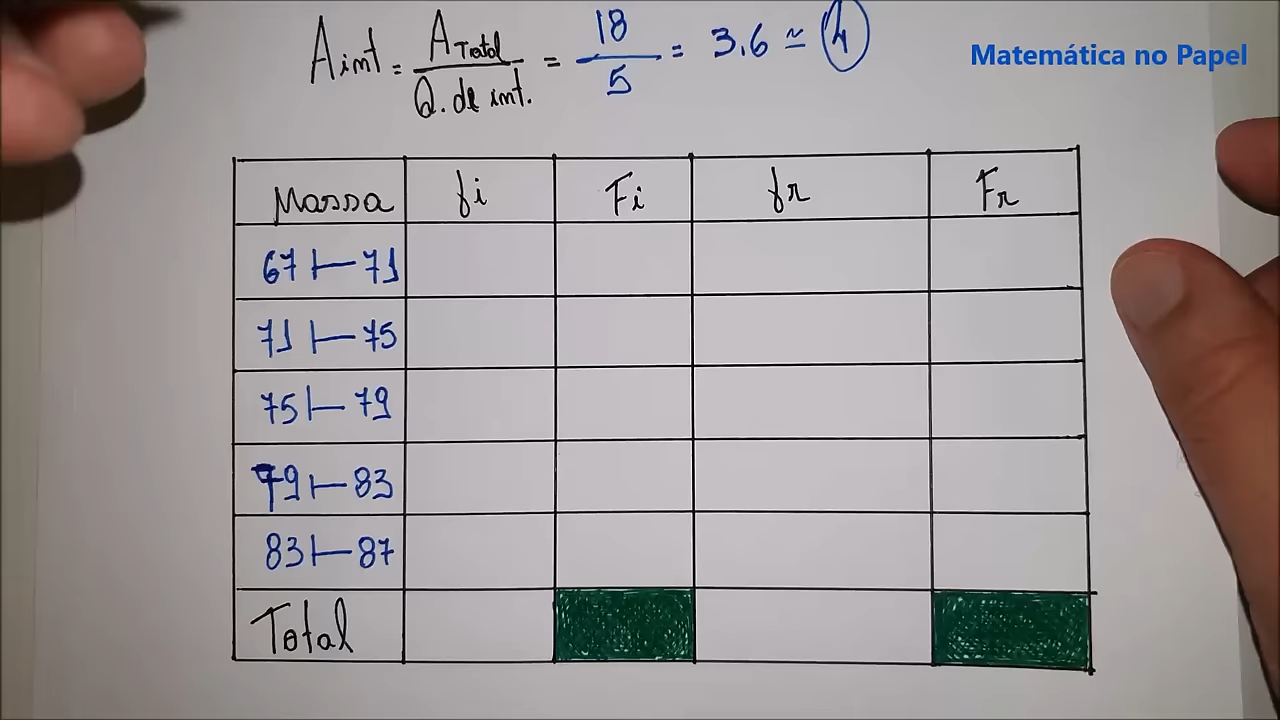 Aint. = ATotal / Q. de int. = 18 / 5 = 3.6 ≃ 4
Matemática no Papel
Massa fi Fi fr Fr
67 ⊢ 71
71 ⊢ 75
75 ⊢ 79
79 ⊢ 83
83 ⊢ 87
Total